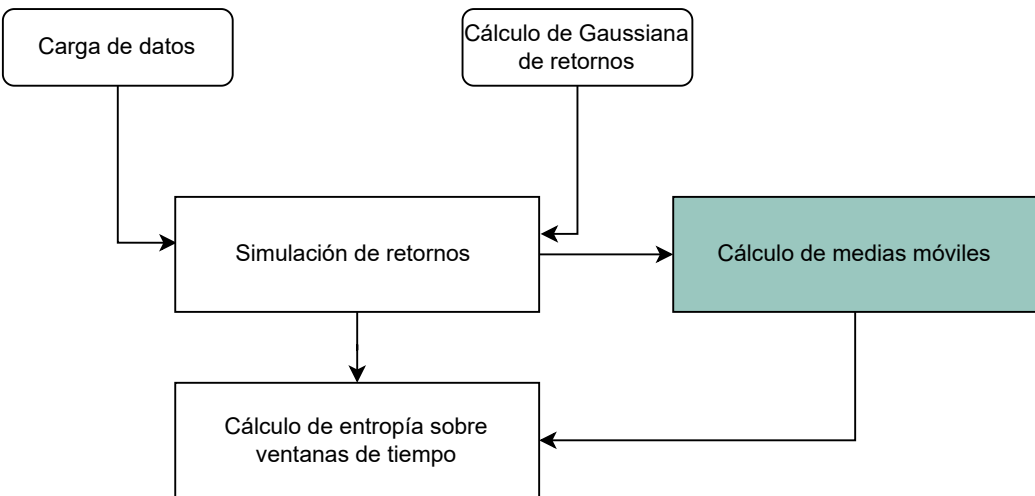 Carga de datos
Cálculo de Gaussiana
de retornos
Simulación de retornos
Cálculo de medias móviles
Cálculo de entropía sobre
ventanas de tiempo